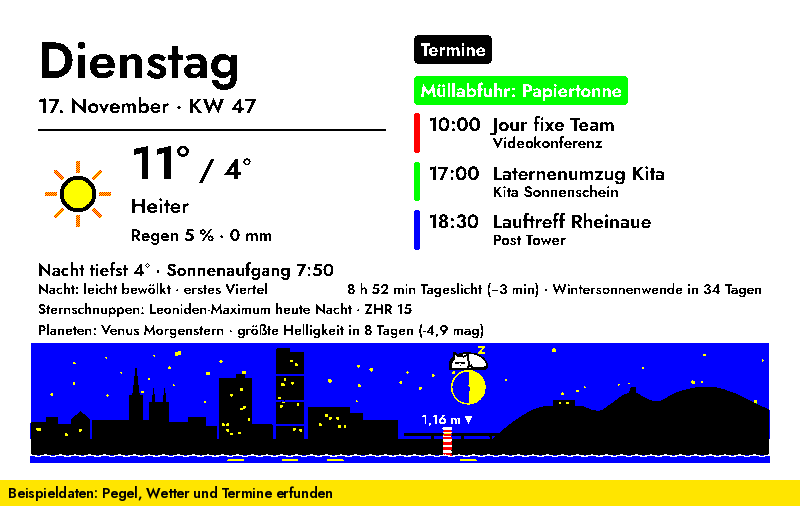 Dienstag
17. November · KW 47
11° / 4°
Heiter
Regen 5 % · 0 mm
Termine
Müllabfuhr: Papiertonne
10:00 Jour fixe Team
Videokonferenz
17:00 Laternenumzug Kita
Kita Sonnenschein
18:30 Lauftreff Rheinaue
Post Tower
Nacht tiefst 4° · Sonnenaufgang 7:50
Nacht: leicht bewölkt · erstes Viertel
8 h 52 min Tageslicht (−3 min) · Wintersonnenwende in 34 Tagen
Sternschnuppen: Leoniden-Maximum heute Nacht · ZHR 15
Planeten: Venus Morgenstern · größte Helligkeit in 8 Tagen (-4,9 mag)
z
1,16 m ▼
Beispieldaten: Pegel, Wetter und Termine erfunden